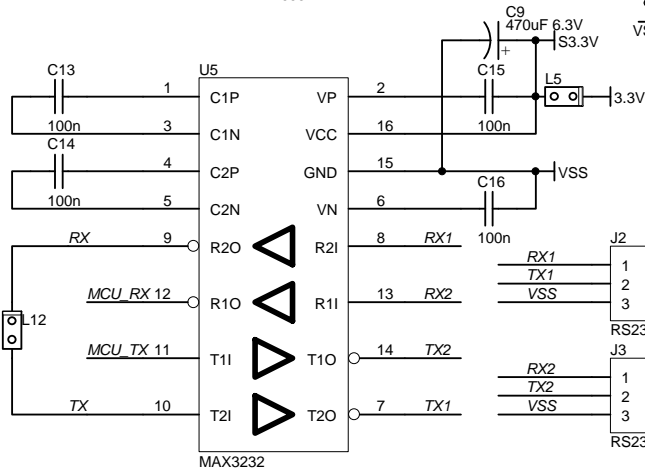 C9
470uF 6.3V
+
S3.3V
U5
C13
100n
C14
100n
C15
100n
L5
3.3V
1 C1P VP 2
3 C1N VCC 16
4 C2P GND 15
VSS
5 C2N VN 6
C16
100n
RX 9 R2O R2I 8 RX1
MCU_RX 12 R1O R1I 13 RX2
L12
MCU_TX 11 T1I T1O 14 TX2
TX 10 T2I T2O 7 TX1
MAX3232
J2
RX1 1
TX1 2
VSS 3
J3
RX2 1
TX2 2
VSS 3